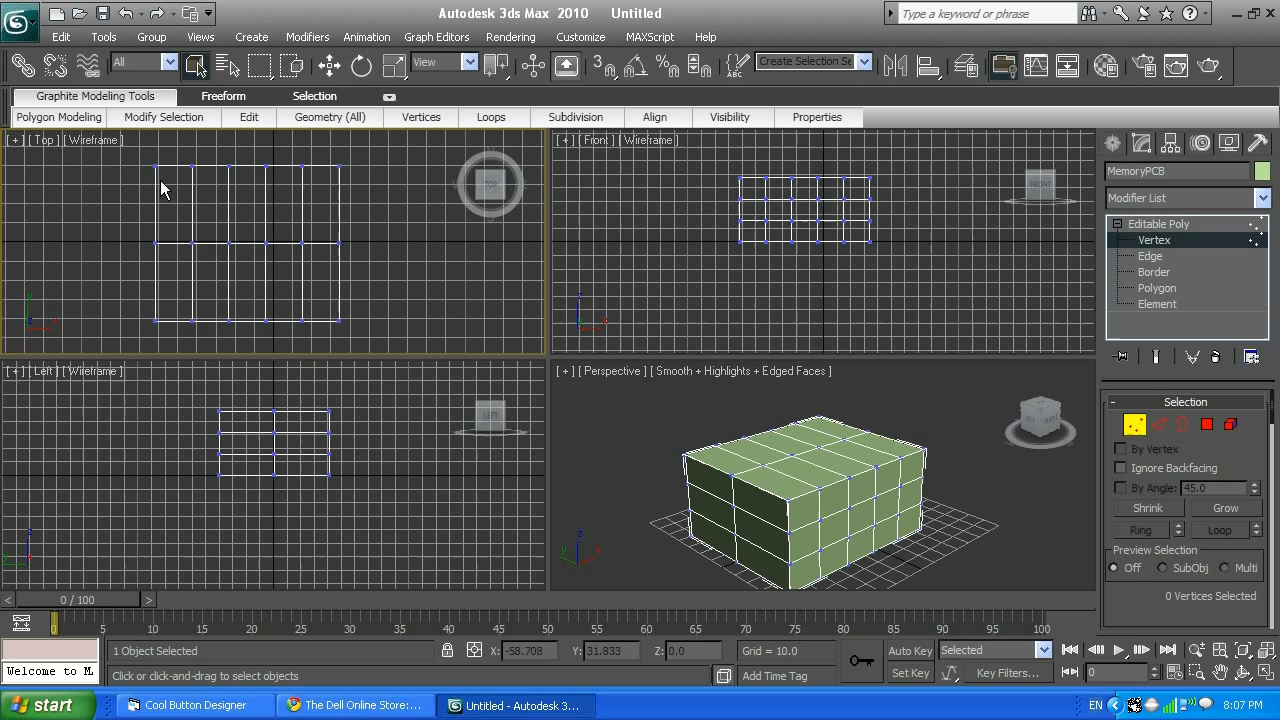 Autodesk 3ds Max 2010 Untitled
Type a keyword or phrase
Edit Tools Group Views Create Modifiers Animation Graph Editors Rendering Customize MAXScript Help
All View 3 Create Selection Se
Graphite Modeling Tools Freeform Selection
Polygon Modeling Modify Selection Edit Geometry (All) Vertices Loops Subdivision Align Visibility Properties
[ + ] [ Top ] [ Wireframe ]
TOP
[ + ] [ Front ] [ Wireframe ]
FRONT
[ + ] [ Left ] [ Wireframe ]
LEFT
[ + ] [ Perspective ] [ Smooth + Highlights + Edged Faces ]
MemoryPCB
Modifier List
Editable Poly
Vertex
Edge
Border
Polygon
Element
Selection
By Vertex
Ignore Backfacing
By Angle: 45.0
Shrink Grow
Ring Loop
Preview Selection
Off SubObj Multi
0 Vertices Selected
< 0 / 100 >
0 5 10 15 20 25 30 35 40 45 50 55 60 65 70 75 80 85 90 95 100
1 Object Selected X: -58.708 Y: 31.833 Z: 0.0 Grid = 10.0 Auto Key Selected
Welcome to M Click or click-and-drag to select objects Add Time Tag Set Key Key Filters... 0
start Cool Button Designer The Dell Online Store:... Untitled - Autodesk 3s... EN 8:07 PM